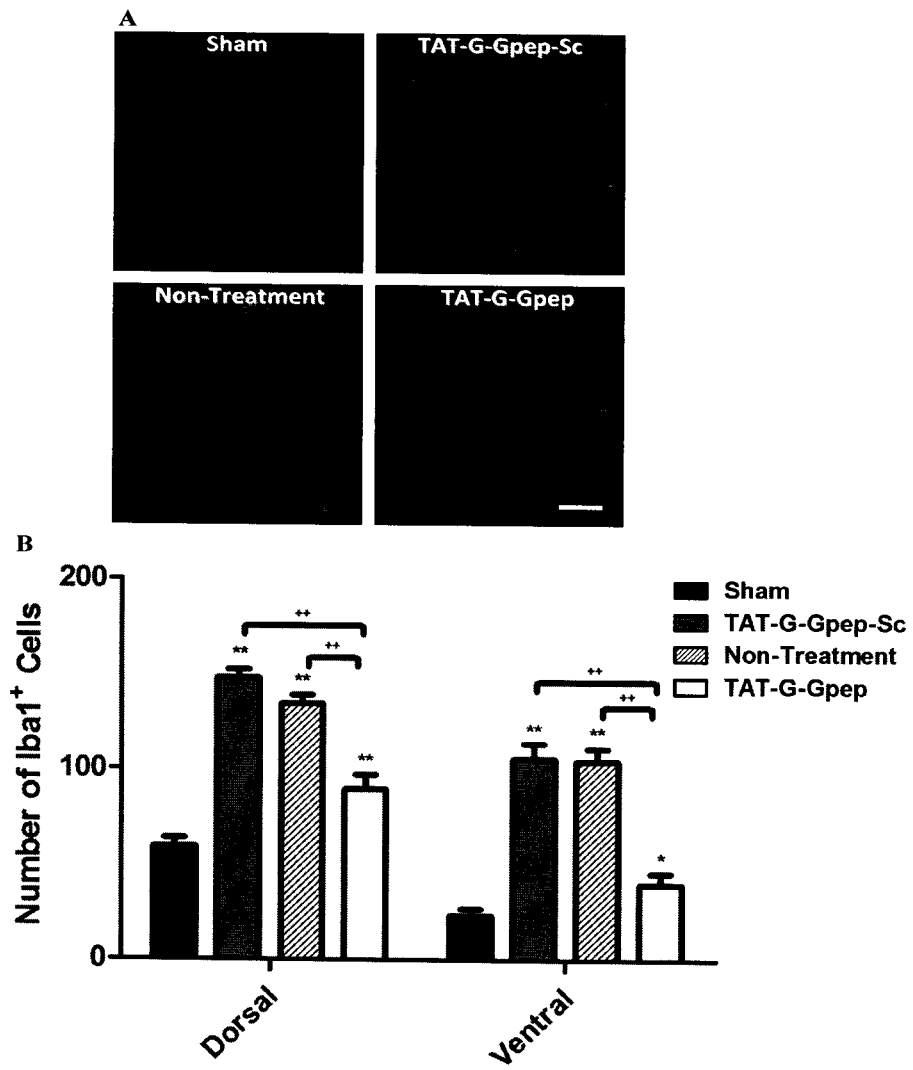 A
Sham
TAT-G-Gpep-Sc
Non-Treatment
TAT-G-Gpep
B
200
100
0
Number of Iba1⁺ Cells
++
++
**
**
**
++
++
**
**
*
Sham
TAT-G-Gpep-Sc
Non-Treatment
TAT-G-Gpep
Dorsal
Ventral